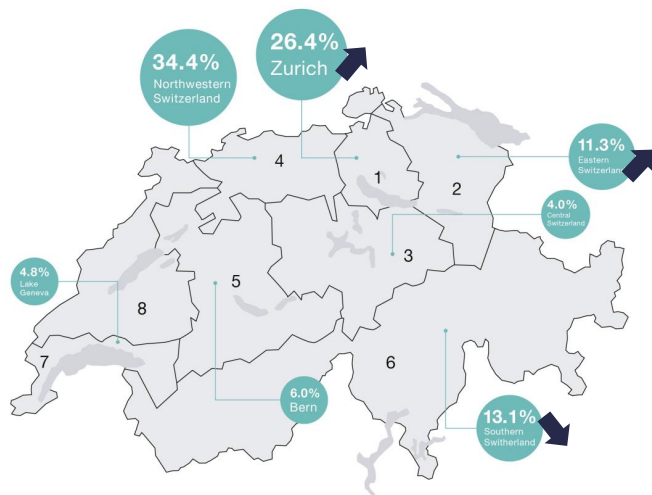 34.4%
Northwestern
Switzerland
26.4%
Zurich
11.3%
Eastern
Switzerland
4.0%
Central
Switzerland
4.8%
Lake
Geneva
6.0%
Bern
13.1%
Southern
Switherland
4
1
2
3
5
8
7
6